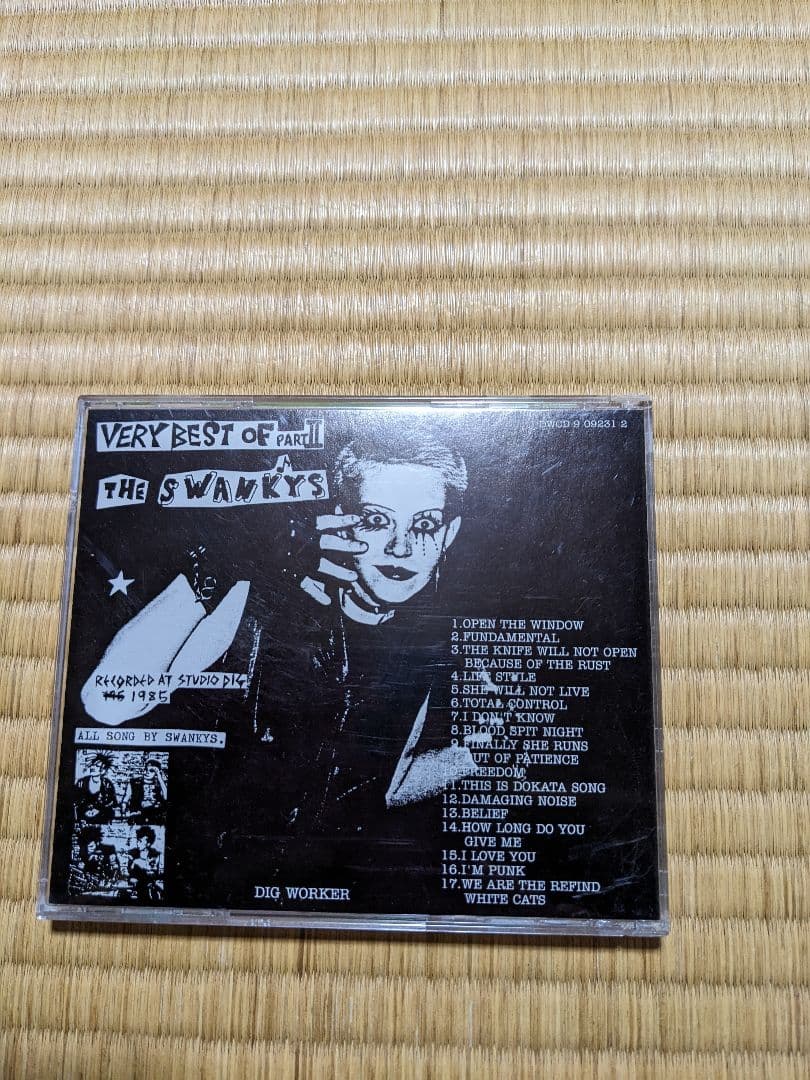 VERY BEST OF PART II
THE SWANKYS
DWCD 9 09231 2
RECORDED AT STUDIO DIG
1985
ALL SONG BY SWANKYS.
DIG WORKER
1.OPEN THE WINDOW
2.FUNDAMENTAL
3.THE KNIFE WILL NOT OPEN
BECAUSE OF THE RUST
4.LIFE STYLE
5.SHE WILL NOT LIVE
6.TOTAL CONTROL
7.I DON'T KNOW
8.BLOOD SPIT NIGHT
9.FINALLY SHE RUNS
OUT OF PATIENCE
10.FREEDOM
11.THIS IS DOKATA SONG
12.DAMAGING NOISE
13.BELIEF
14.HOW LONG DO YOU
GIVE ME
15.I LOVE YOU
16.I'M PUNK
17.WE ARE THE REFIND
WHITE CATS